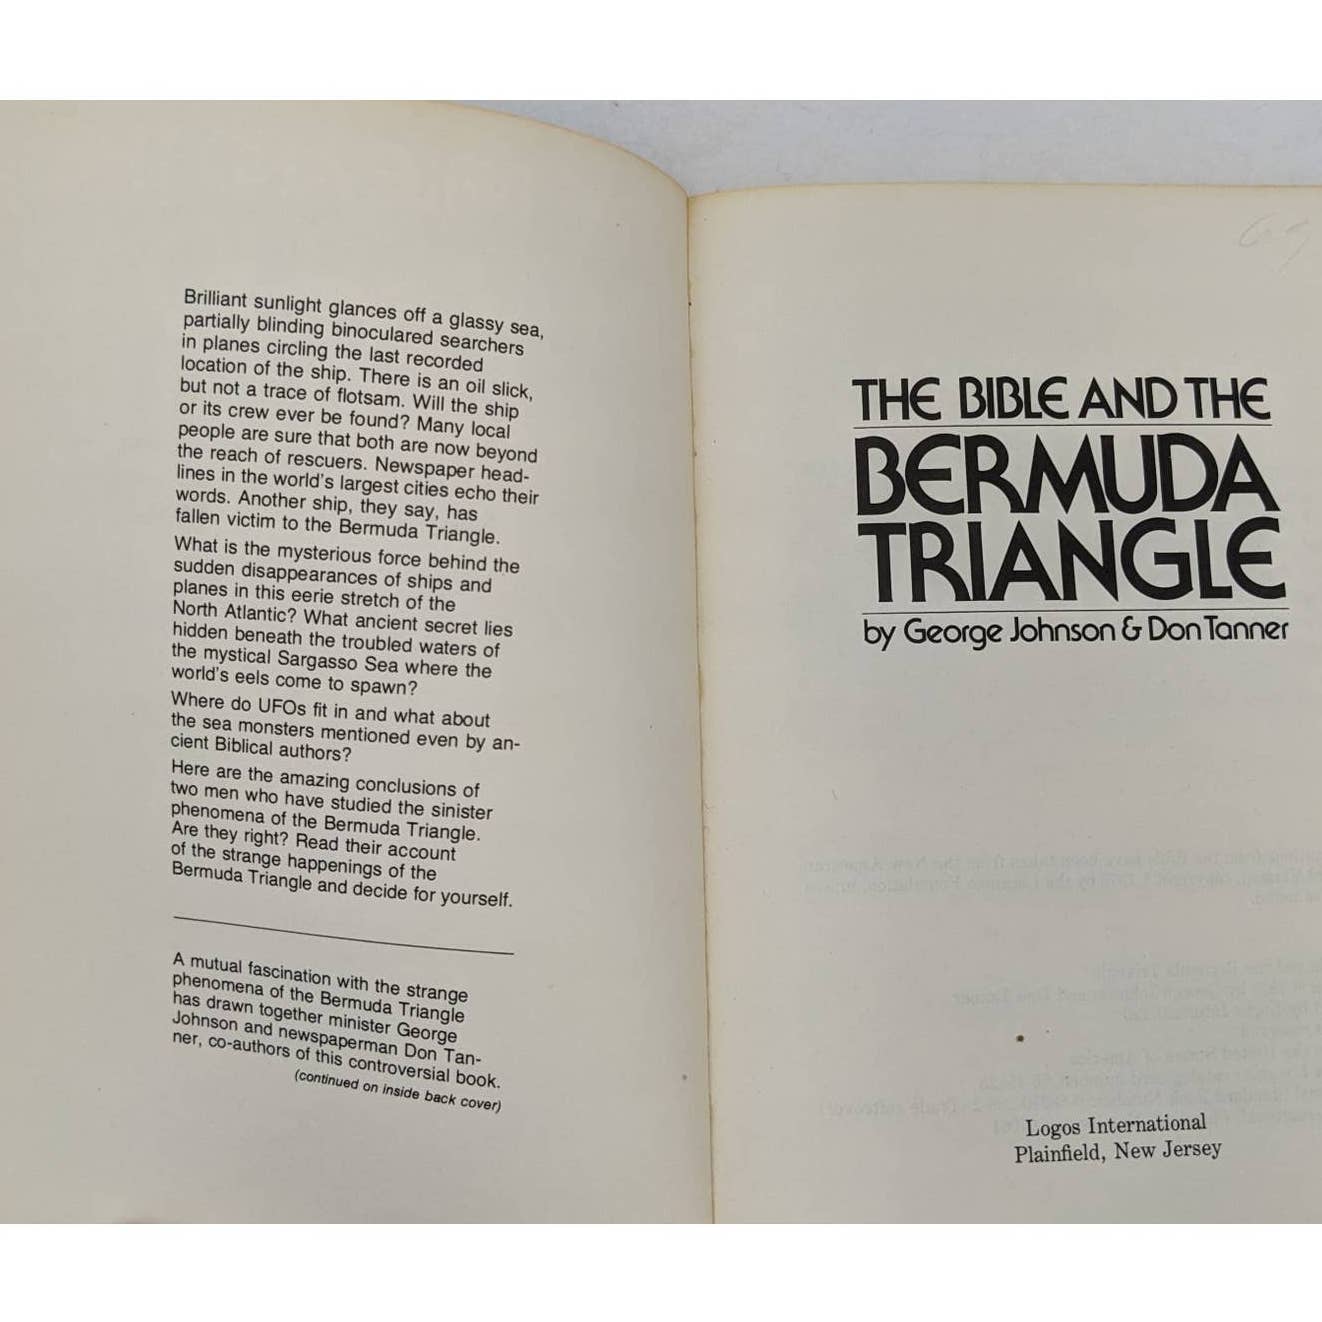 Brilliant sunlight glances off a glassy sea,
partially blinding binoculared searchers
in planes circling the last recorded
location of the ship. There is an oil slick,
but not a trace of flotsam. Will the ship
or its crew ever be found? Many local
people are sure that both are now beyond
the reach of rescuers. Newspaper head-
lines in the world's largest cities echo their
words. Another ship, they say, has
fallen victim to the Bermuda Triangle.
What is the mysterious force behind the
sudden disappearances of ships and
planes in this eerie stretch of the
North Atlantic? What ancient secret lies
hidden beneath the troubled waters of
the mystical Sargasso Sea where the
world's eels come to spawn?
Where do UFOs fit in and what about
the sea monsters mentioned even by an-
cient Biblical authors?
Here are the amazing conclusions of
two men who have studied the sinister
phenomena of the Bermuda Triangle.
Are they right? Read their account
of the strange happenings of the
Bermuda Triangle and decide for yourself.
A mutual fascination with the strange
phenomena of the Bermuda Triangle
has drawn together minister George
Johnson and newspaperman Don Tan-
ner, co-authors of this controversial book.
(continued on inside back cover)
THE BIBLE AND THE
BERMUDA
TRIANGLE
by George Johnson & Don Tanner
Logos International
Plainfield, New Jersey